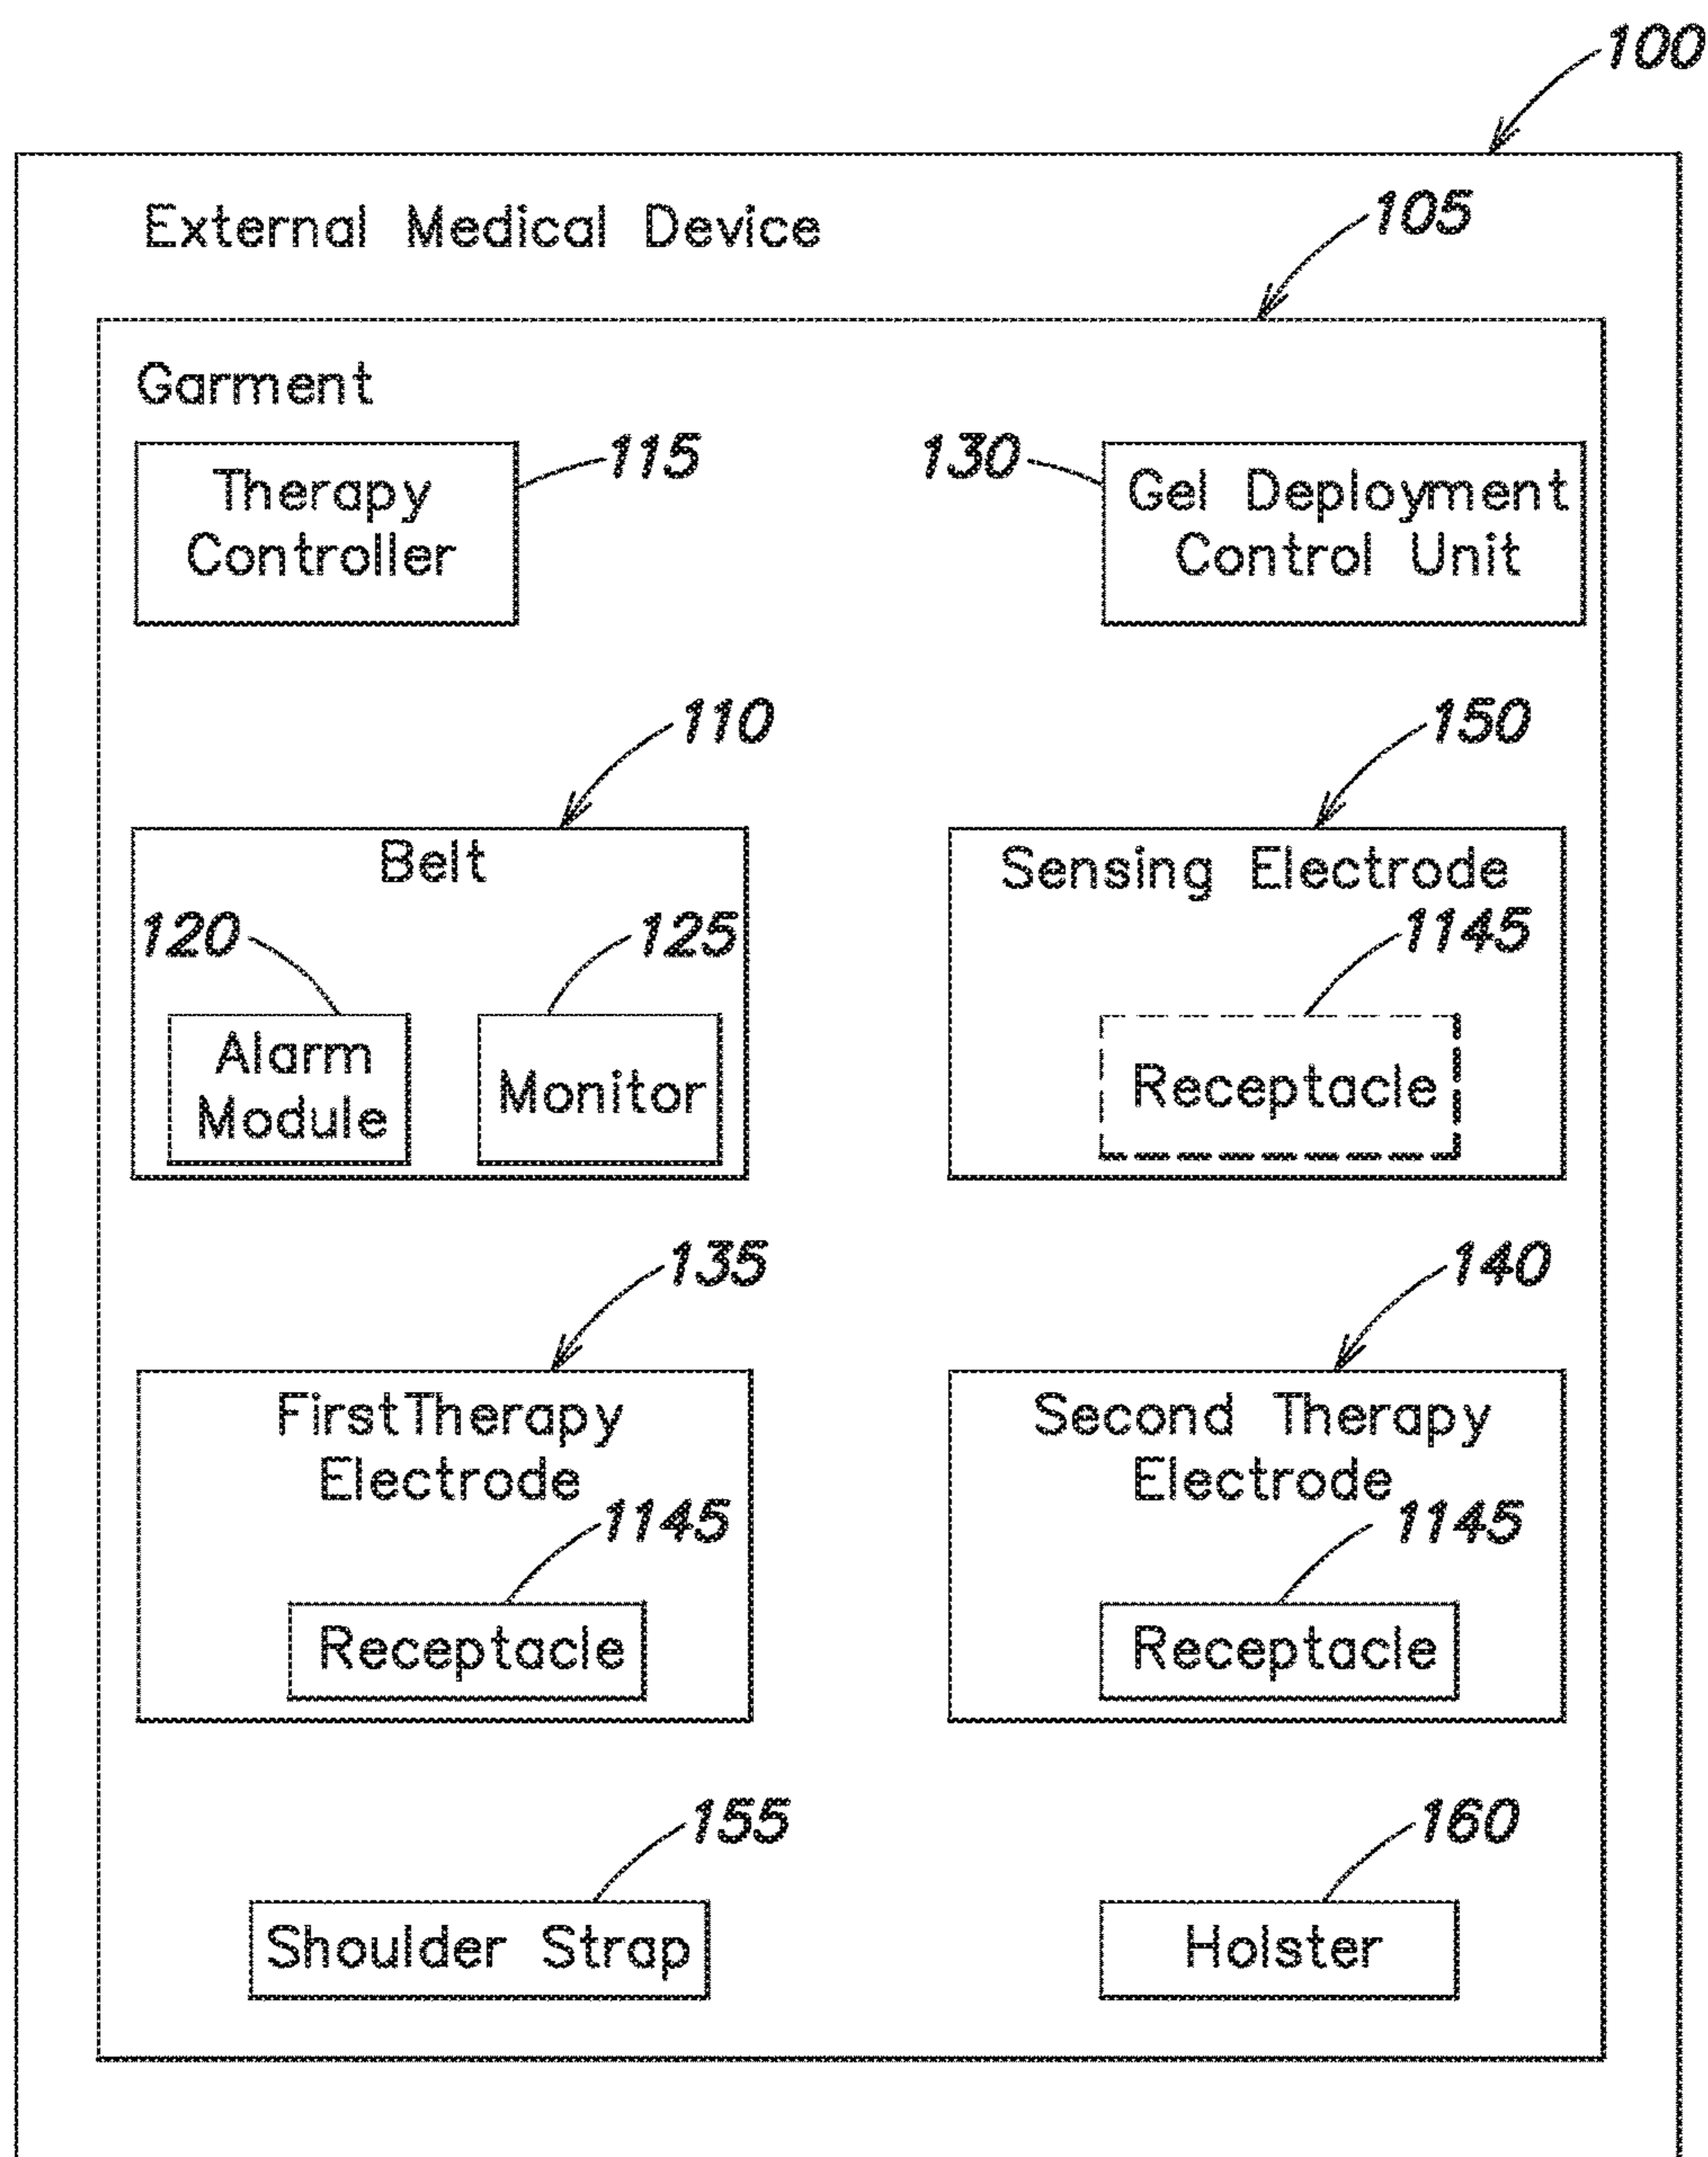 100
External Medical Device
105
Garment
115
Therapy
Controller
130
Gel Deployment
Control Unit
110
Belt
120
Alarm
Module
125
Monitor
150
Sensing Electrode
1145
Receptacle
135
FirstTherapy
Electrode
1145
Receptacle
140
Second Therapy
Electrode
1145
Receptacle
155
Shoulder Strap
160
Holster